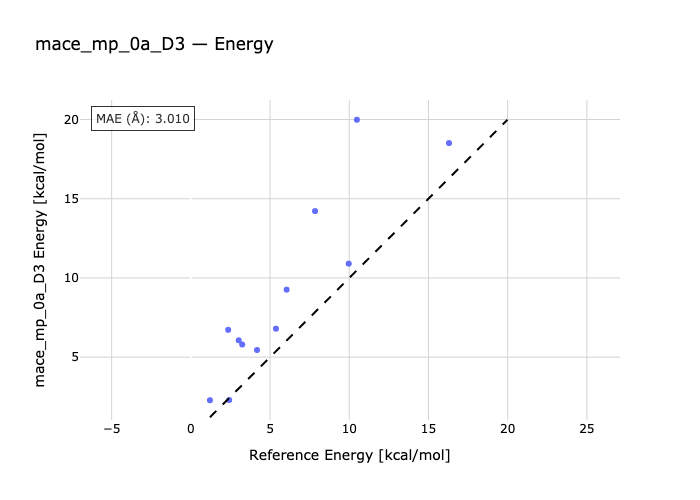 mace_mp_0a_D3 — Energy
MAE (Å): 3.010
mace_mp_0a_D3 Energy [kcal/mol]
20
15
10
5
−5
0
5
10
15
20
25
Reference Energy [kcal/mol]